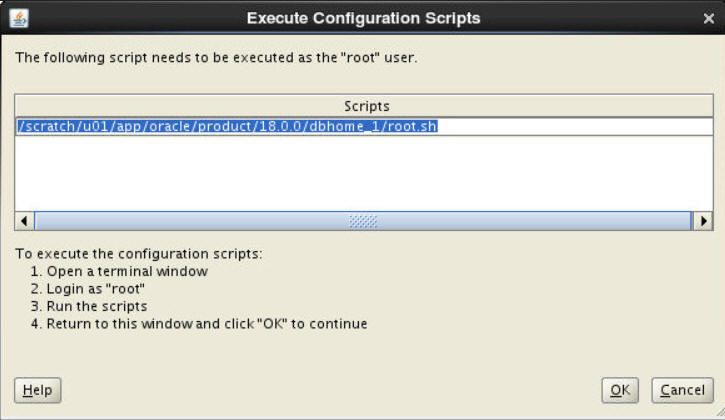 Execute Configuration Scripts
The following script needs to be executed as the "root" user.
Scripts
/scratch/u01/app/oracle/product/18.0.0/dbhome_1/root.sh
To execute the configuration scripts:
1. Open a terminal window
2. Login as "root"
3. Run the scripts
4. Return to this window and click "OK" to continue
Help
OK
Cancel